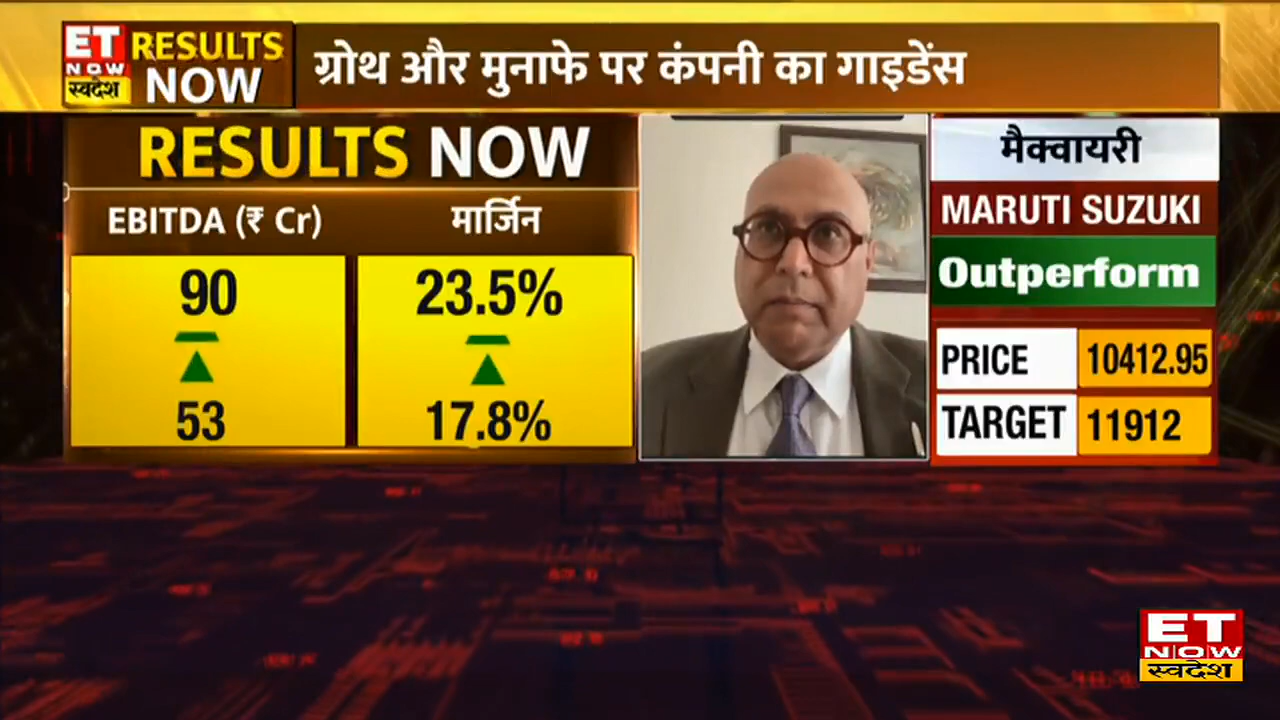 ET
NOW
स्वदेश
RESULTS
NOW
ग्रोथ और मुनाफे पर कंपनी का गाइडेंस
RESULTS NOW
EBITDA (₹ Cr)
मार्जिन
90
23.5%
53
17.8%
मैक्वायरी
MARUTI SUZUKI
Outperform
PRICE
10412.95
TARGET
11912
ET
NOW
स्वदेश